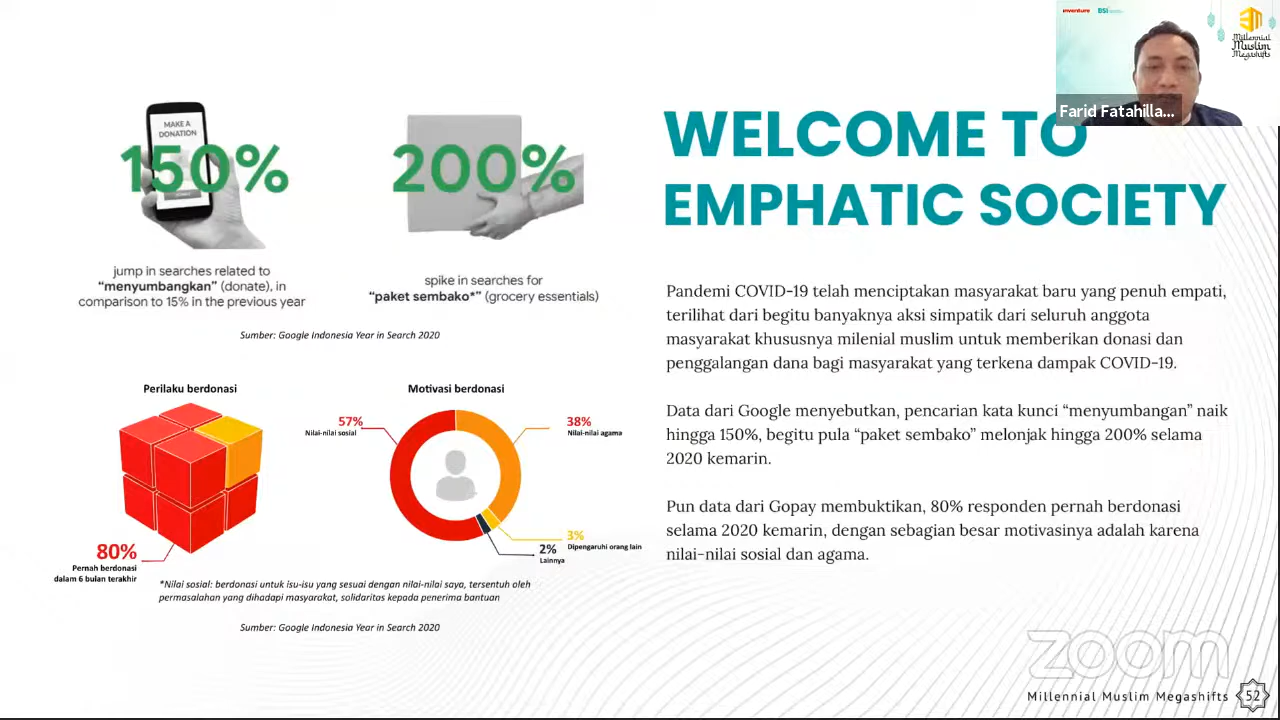 inventure
BSI
Millennial
Muslim
Megashifts
Farid Fatahilla...
WELCOME TO
EMPHATIC SOCIETY
MAKE A
DONATION
150%
jump in searches related to
“menyumbangkan” (donate), in
comparison to 15% in the previous year
200%
spike in searches for
“paket sembako*” (grocery essentials)
Sumber: Google Indonesia Year in Search 2020
Perilaku berdonasi
80%
Pernah berdonasi
dalam 6 bulan terakhir
Motivasi berdonasi
57%
Nilai-nilai sosial
38%
Nilai-nilai agama
3%
Dipengaruhi orang lain
2%
Lainnya
*Nilai sosial: berdonasi untuk isu-isu yang sesuai dengan nilai-nilai saya, tersentuh oleh
permasalahan yang dihadapi masyarakat, solidaritas kepada penerima bantuan
Sumber: Google Indonesia Year in Search 2020
Pandemi COVID-19 telah menciptakan masyarakat baru yang penuh empati,
terilihat dari begitu banyaknya aksi simpatik dari seluruh anggota
masyarakat khususnya milenial muslim untuk memberikan donasi dan
penggalangan dana bagi masyarakat yang terkena dampak COVID-19.
Data dari Google menyebutkan, pencarian kata kunci “menyumbangan” naik
hingga 150%, begitu pula “paket sembako” melonjak hingga 200% selama
2020 kemarin.
Pun data dari Gopay membuktikan, 80% responden pernah berdonasi
selama 2020 kemarin, dengan sebagian besar motivasinya adalah karena
nilai-nilai sosial dan agama.
zoom
Millennial Muslim Megashifts
52